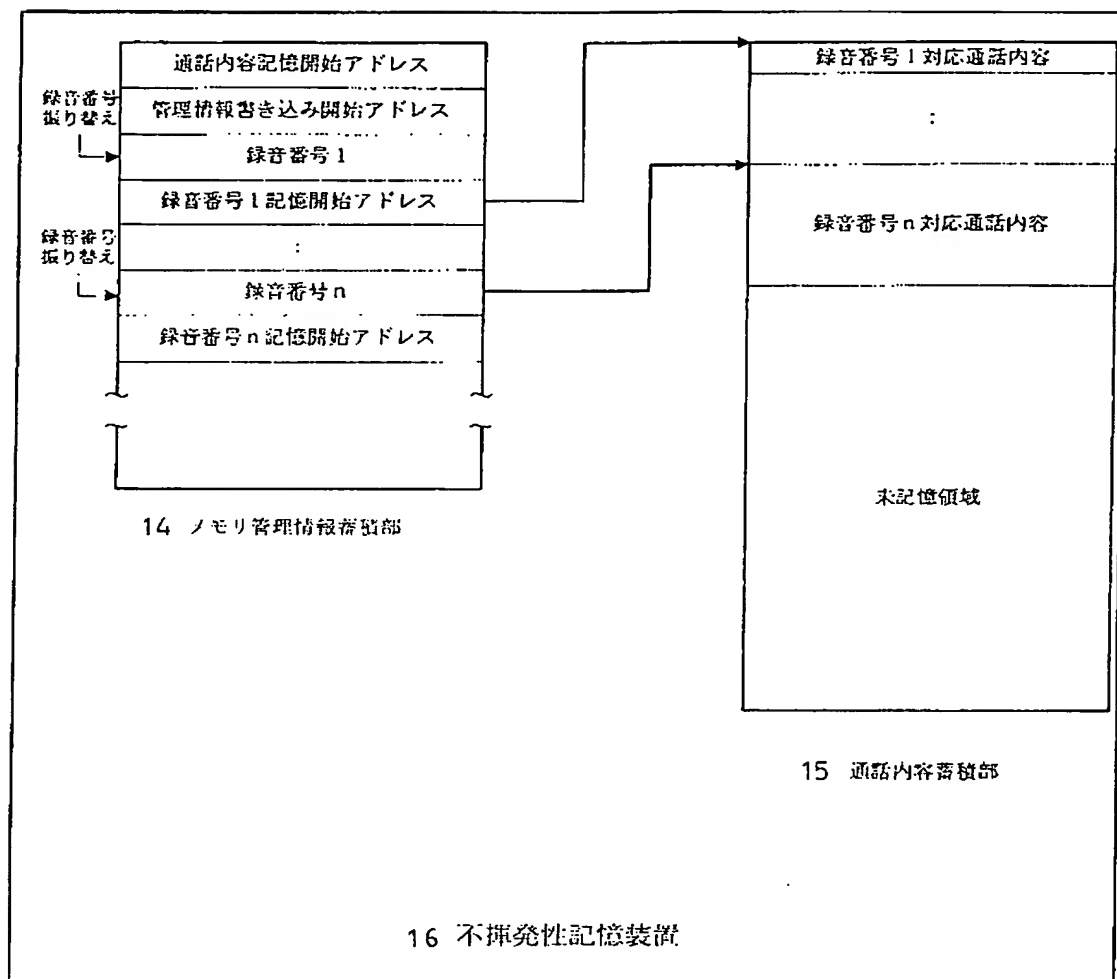 通話内容記憶開始アドレス
録音番号
振り替え
管理情報書き込み開始アドレス
録音番号1
録音番号1記憶開始アドレス
録音番号
振り替え
:
録音番号n
録音番号n記憶開始アドレス
14 メモリ管理情報蓄積部
録音番号1対応通話内容
:
録音番号n対応通話内容
未記憶領域
15 通話内容蓄積部
16 不揮発性記憶装置